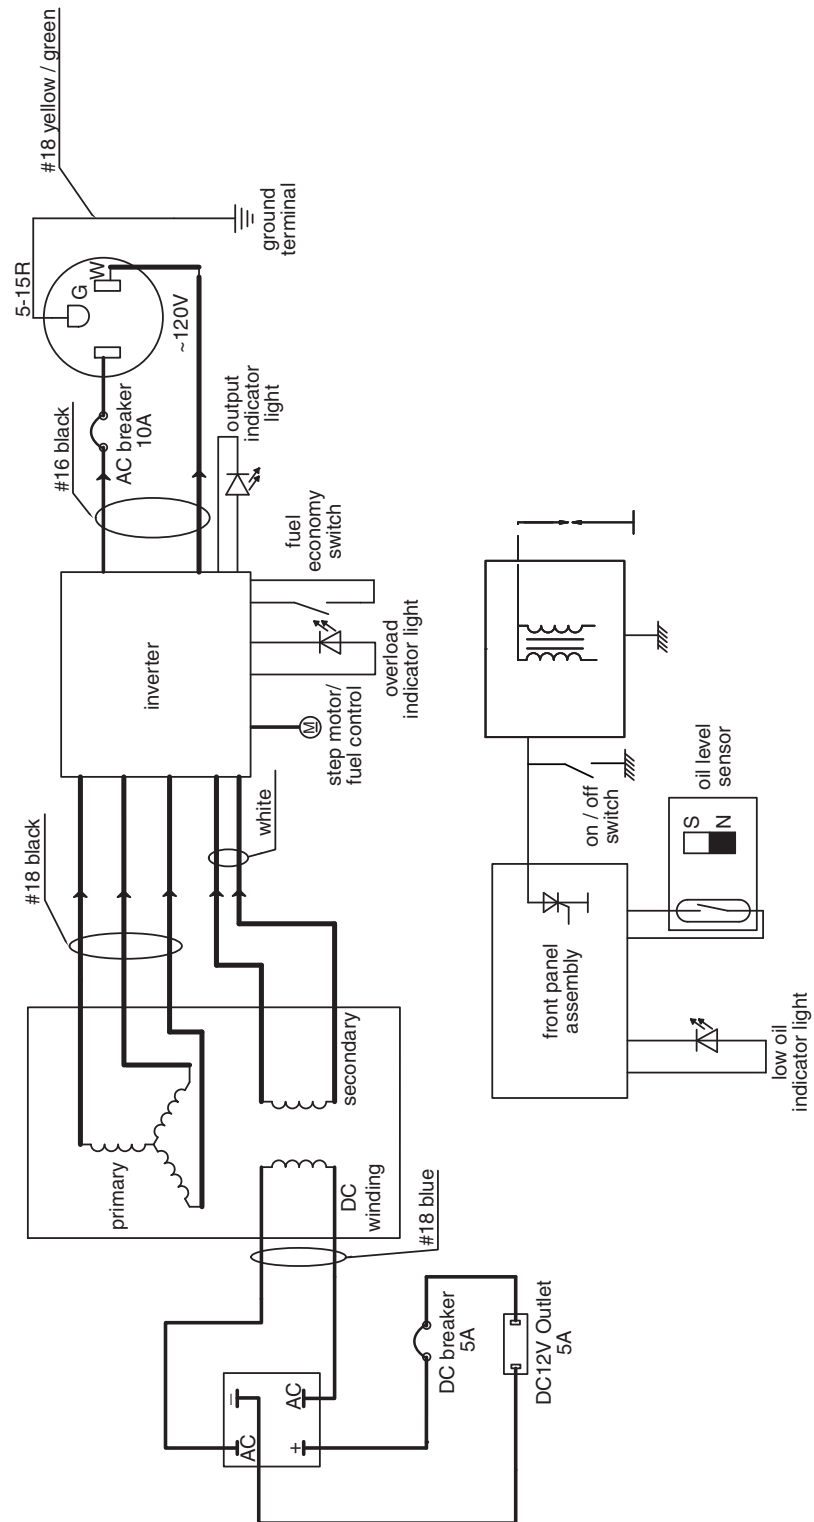 #18 yellow / green
5-15R
G
W
ground
terminal
~120V
#16 black
AC breaker
10A
output
indicator
light
fuel
economy
switch
inverter
overload
indicator light
M
step motor/
fuel control
white
#18 black
primary
secondary
DC
winding
#18 blue
AC
–
+
AC
DC breaker
5A
DC12V Outlet
5A
on / off
switch
oil level
sensor
S
N
front panel
assembly
low oil
indicator light